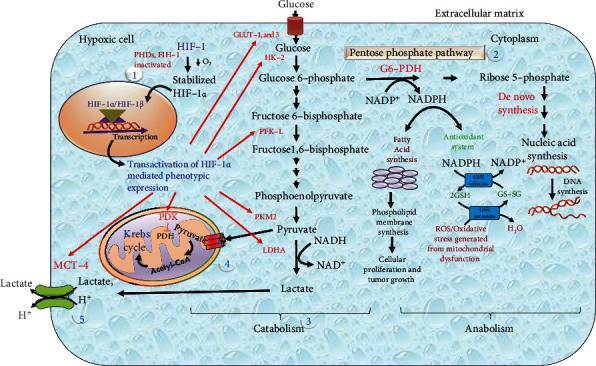 Glucose
Extracellular matrix
Hypoxic cell
Cytoplasm
HIF-1
PHDs, FIH-1
inactivated
O₂
Stabilized
HIF-1α
1
HIF-1α/HIF-1β
Transcription
Transactivation of HIF-1α
mediated phenotypic
expression
GLUT-1, and 3
HK-2
PFK-L
PKM2
LDHA
PDK
PDH
Pyruvate
Krebs
cycle
Acetyl-CoA
4
MCT-4
Lactate
Lactate
H⁺
H⁺
5
Glucose
Glucose 6-phosphate
Fructose 6-bisphosphate
Fructose1,6-bisphosphate
Phosphoenolpyruvate
Pyruvate
NADH
NAD⁺
Lactate
Catabolism
3
Pentose phosphate pathway
2
G6-PDH
NADP⁺
NADPH
Ribose 5-phosphate
De novo
synthesis
Nucleic acid
synthesis
DNA
synthesis
Fatty
Acid
synthesis
Phospholipid
membrane
synthesis
Cellular
proliferation and
tumor growth
Antioxidant
system
NADPH
NADP⁺
GSH
2GSH
GS-SG
GSH
H₂O
ROS/Oxidative
stress generated
from mitochondrial
dysfunction
Anabolism